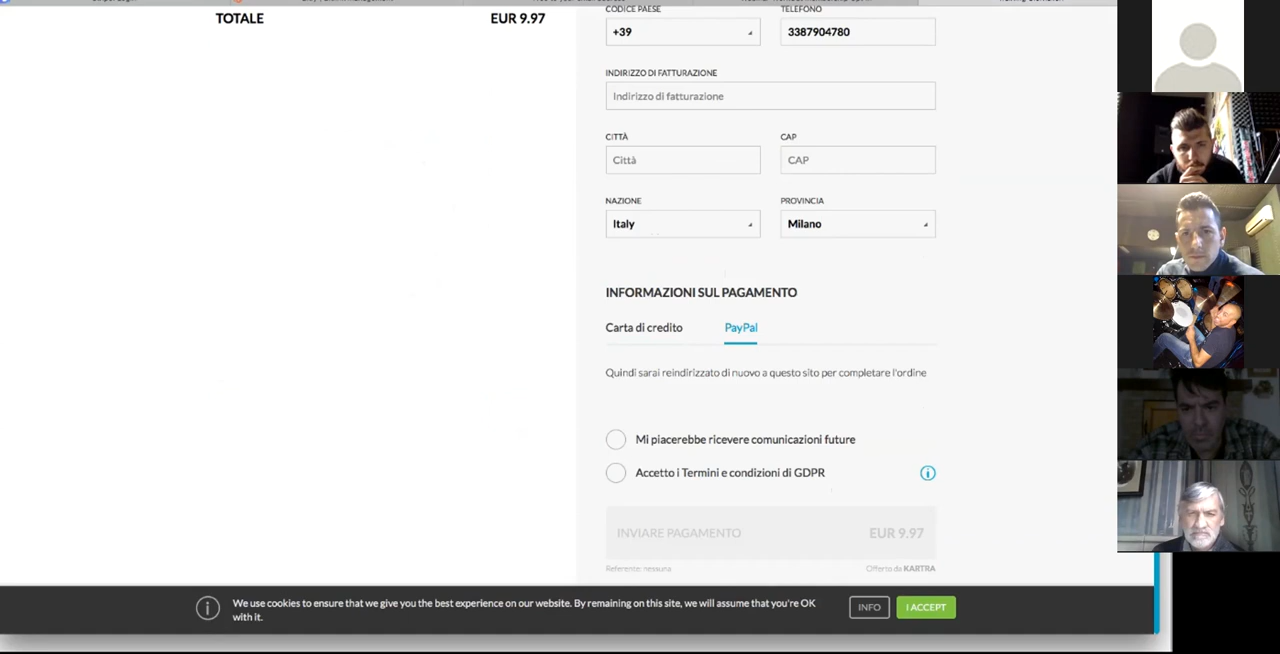 TOTALE EUR 9.97
CODICE PAESE TELEFONO
+39 3387904780
INDIRIZZO DI FATTURAZIONE
Indirizzo di fatturazione
CITTÀ CAP
Città CAP
NAZIONE PROVINCIA
Italy Milano
INFORMAZIONI SUL PAGAMENTO
Carta di credito PayPal
Quindi sarai reindirizzato di nuovo a questo sito per completare l'ordine
Mi piacerebbe ricevere comunicazioni future
Accetto i Termini e condizioni di GDPR
INVIARE PAGAMENTO EUR 9.97
Referente: nessuna Offerto da KARTRA
We use cookies to ensure that we give you the best experience on our website. By remaining on this site, we will assume that you're OK
with it.
INFO I ACCEPT